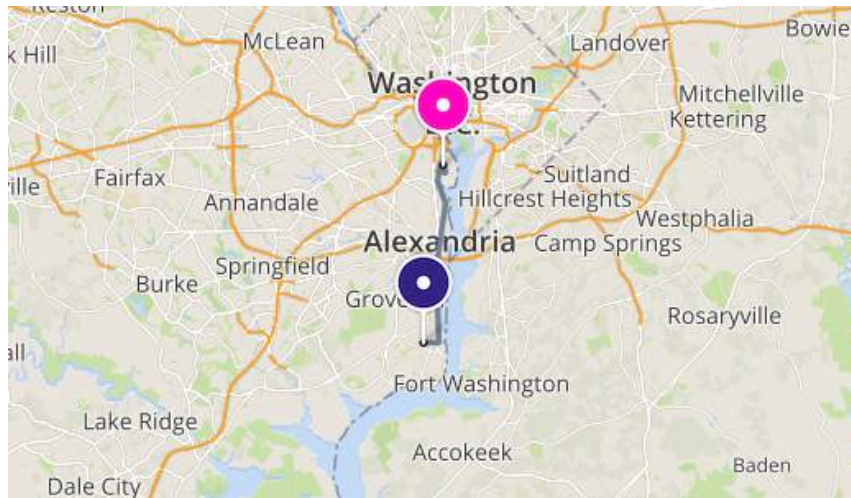 Reston
Bowie
McLean
Landover
k Hill
Washington
D.C.
Mitchellville
Kettering
ville
Fairfax
Suitland
Annandale
Hillcrest Heights
Westphalia
Alexandria
Camp Springs
Springfield
Burke
Grove
Rosaryville
all
Fort Washington
Lake Ridge
Accokeek
Baden
Dale City